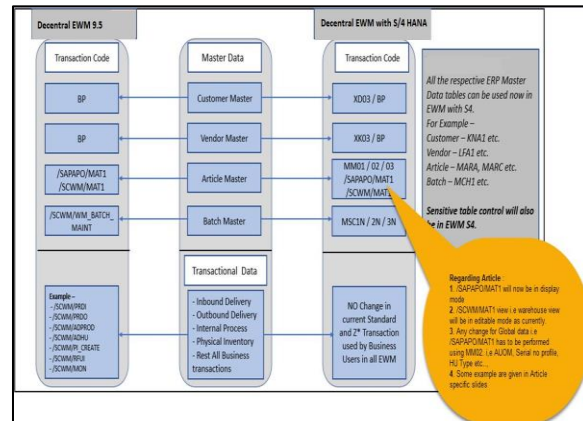 Decentral EWM 9.5
Decentral EWM with S/4 HANA
Transaction Code
Master Data
Transaction Code
BP
Customer Master
XD03 / BP
BP
Vendor Master
XK03 / BP
/SAPAPO/MAT1
/SCWM/MAT1
Article Master
MM01 / 02 / 03
/SAPAPO/MAT1
/SCWM/MAT1
/SCWM/WM_BATCH_
MAINT
Batch Master
MSC1N / 2N / 3N
All the respective ERP Master
Data tables can be used now in
EWM with S4.
For Example –
Customer – KNA1 etc.
Vendor – LFA1 etc.
Article – MARA, MARC etc.
Batch – MCH1 etc.
Sensitive table control will also
be in EWM S4.
Transactional Data
Example –
- /SCWM/PRDI
- /SCWM/PRDO
- /SCWM/ADPROD
- /SCWM/ADHU
- /SCWM/PI_CREATE
- /SCWM/RFUI
- /SCWM/MON
- Inbound Delivery
- Outbound Delivery
- Internal Process
- Physical Inventory
- Rest All Business
transactions
NO Change in
current Standard
and Z* Transaction
used by Business
Users in all EWM
Regarding Article :
1. /SAPAPO/MAT1 will now be in display
mode
2. /SCWM/MAT1 view i.e warehouse view
will be in editable mode as currently.
3. Any change for Global data i.e
/SAPAPO/MAT1 has to be performed
using MM02. i.e AUOM, Serial no profile,
HU Type etc..,
4. Some example are given in Article
specific slides